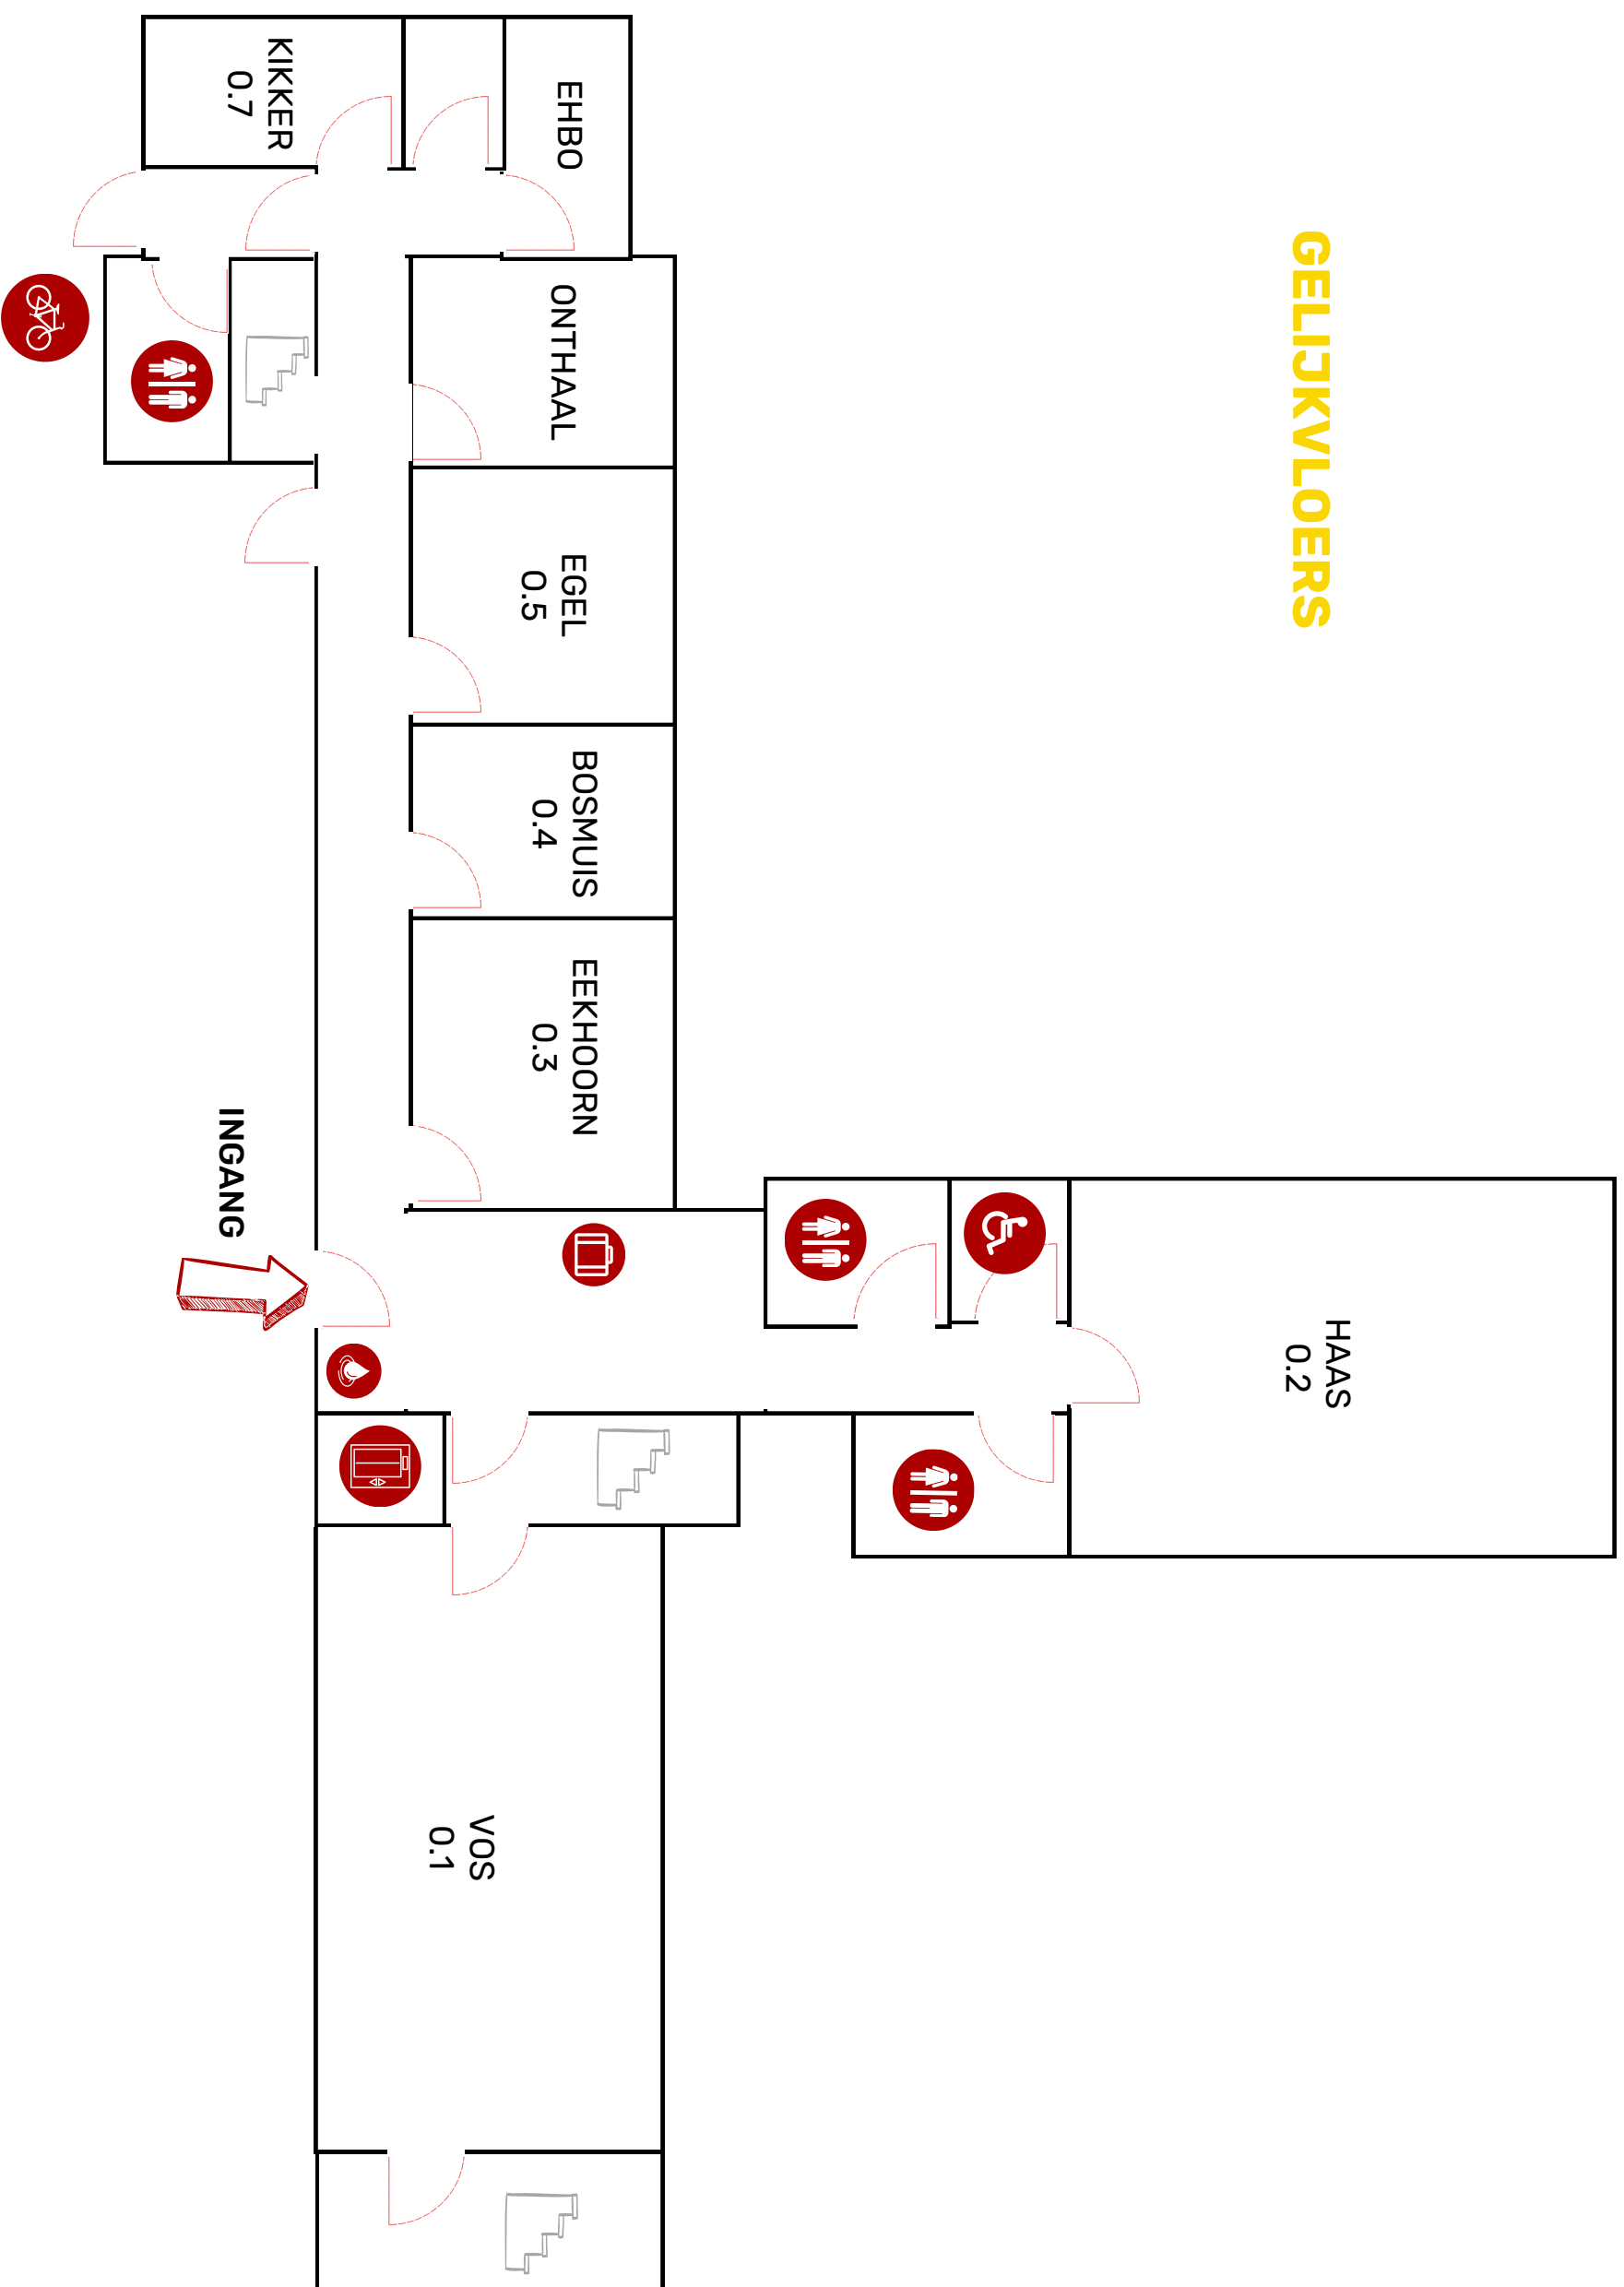 GELIJKVLOERS
EHBO
KIKKER
0.7
ONTHAAL
EGEL
0.5
BOSMUIS
0.4
EEKHOORN
0.3
INGANG
HAAS
0.2
VOS
0.1